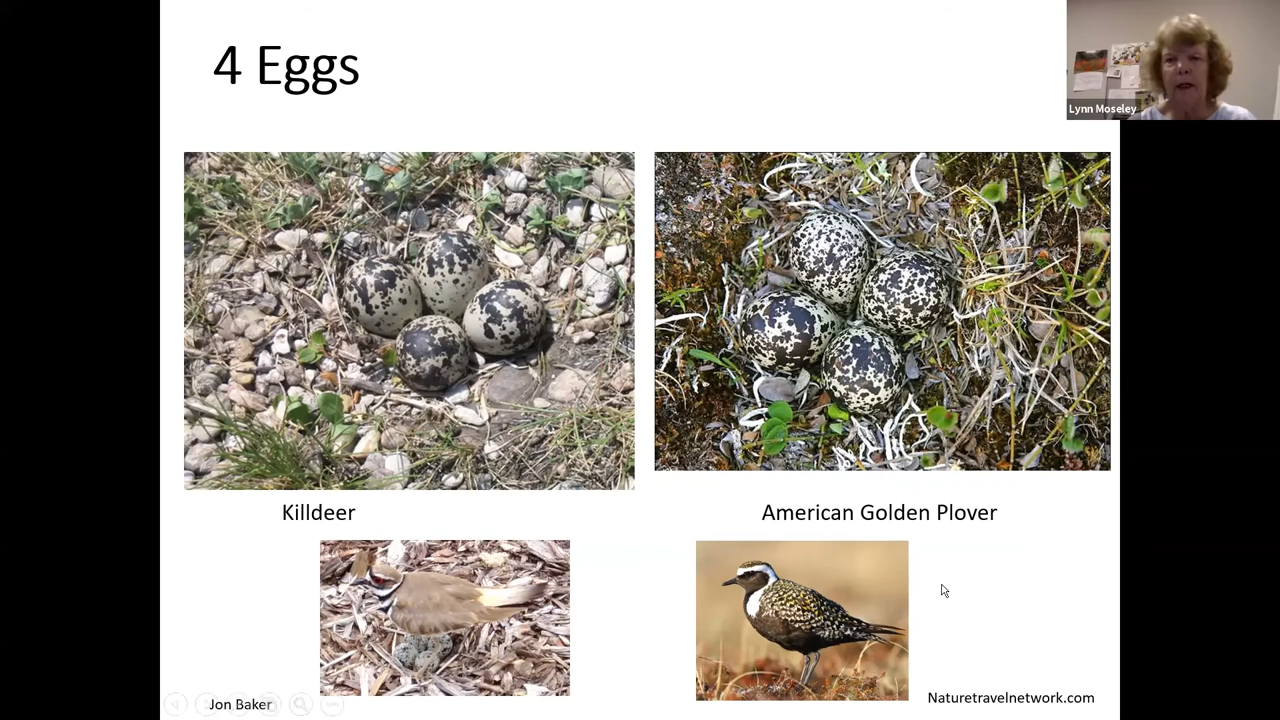 4 Eggs
Lynn Moseley
Killdeer
American Golden Plover
Jon Baker
Naturetravelnetwork.com